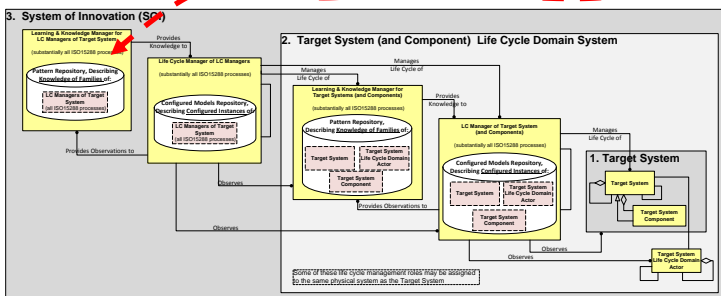 3. System of Innovation (SOI)
Learning & Knowledge Manager for
LC Managers of Target System
(substantially all ISO15288 processes)
Pattern Repository, Describing
Knowledge of Families of:
LC Managers of Target
System
(all ISO15288 processes)
Provides
Knowledge to
Provides Observations to
Life Cycle Manager of LC Managers
(substantially all ISO15288 processes)
Configured Models Repository,
Describing Configured Instances of:
LC Managers of Target
System
(all ISO15288 processes)
Manages
Life Cycle of
Manages
Life Cycle of
Observes
Observes
2. Target System (and Component) Life Cycle Domain System
Learning & Knowledge Manager for
Target Systems (and Components)
(substantially all ISO15288 processes)
Pattern Repository,
Describing Knowledge of Families of:
Target System
Target System
Life Cycle Domain
Actor
Target System
Component
Provides
Knowledge to
Provides Observations to
LC Manager of Target System
(and Components)
(substantially all ISO15288 processes)
Configured Models Repository,
Describing Configured Instances of:
Target System
Target System
Life Cycle Domain
Actor
Target System
Component
Manages
Life Cycle of
1. Target System
Target System
Target System
Component
Observes
Observes
Target System
Life Cycle Domain
Actor
Some of these life cycle management roles may be assigned
to the same physical system as the Target System